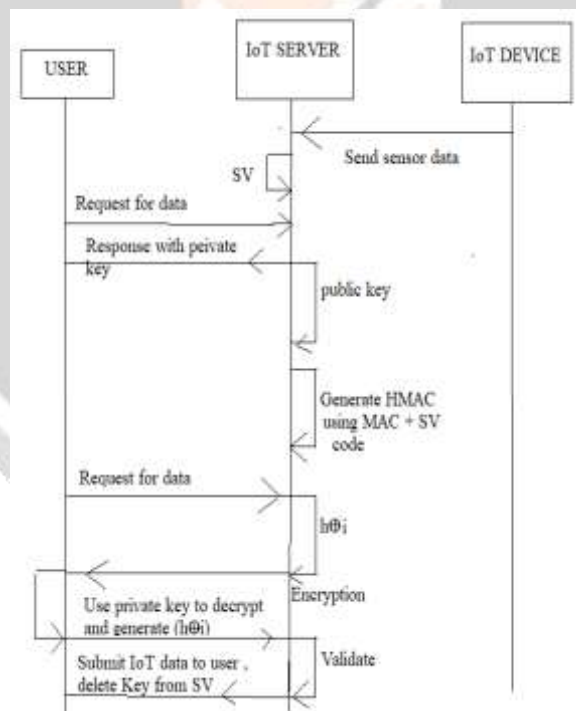 USER
IoT SERVER
IoT DEVICE
Send sensor data
SV
Request for data
Response with peivate
key
public key
Generate HMAC
using MAC + SV
code
Request for data
h⊕i
Encryption
Use private key to decrypt
and generate (h⊕i)
Validate
Submit IoT data to user ,
delete Key from SV